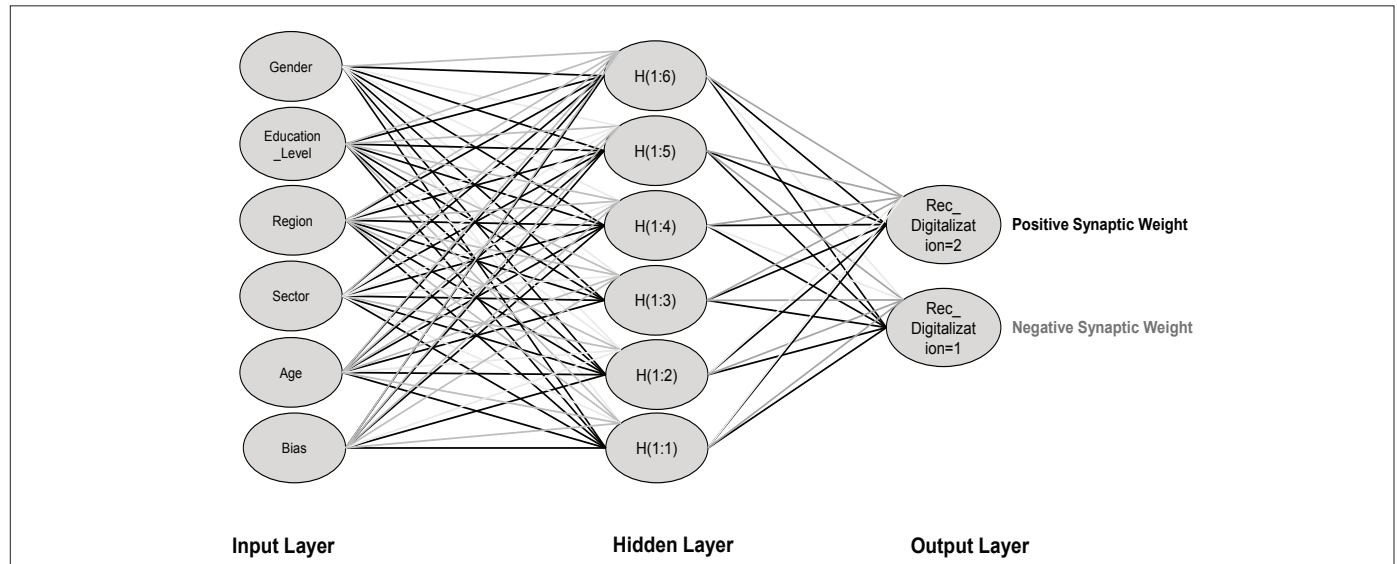 Gender
Education
_Level
Region
Sector
Age
Bias
H(1:6)
H(1:5)
H(1:4)
H(1:3)
H(1:2)
H(1:1)
Rec_
Digitalizat
ion=2
Rec_
Digitalizat
ion=1
Positive Synaptic Weight
Negative Synaptic Weight
Input Layer
Hidden Layer
Output Layer